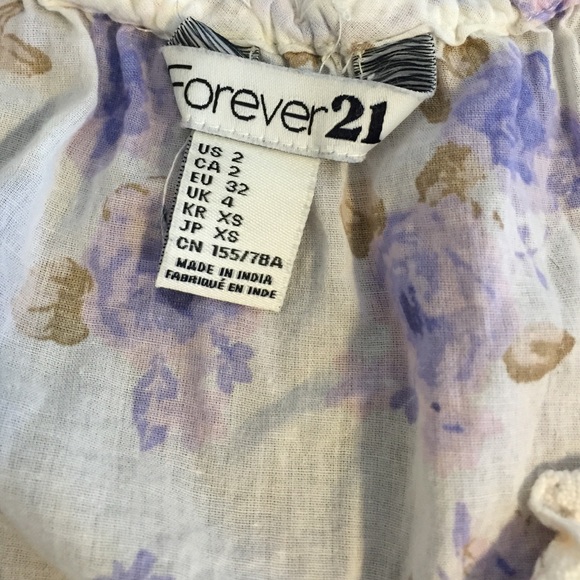 Forever21
US 2
CA 2
EU 32
UK 4
KR XS
JP XS
CN 155/78A
MADE IN INDIA
FABRIQUÉ EN INDE